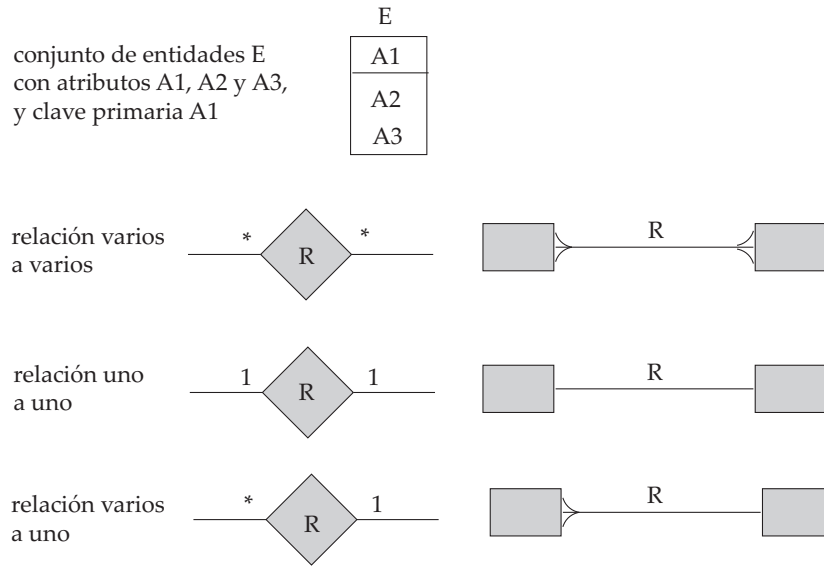 E
conjunto de entidades E
con atributos A1, A2 y A3,
y clave primaria A1
A1
A2
A3
relación varios
a varios
* R *
R
relación uno
a uno
1 R 1
R
relación varios
a uno
* R 1
R